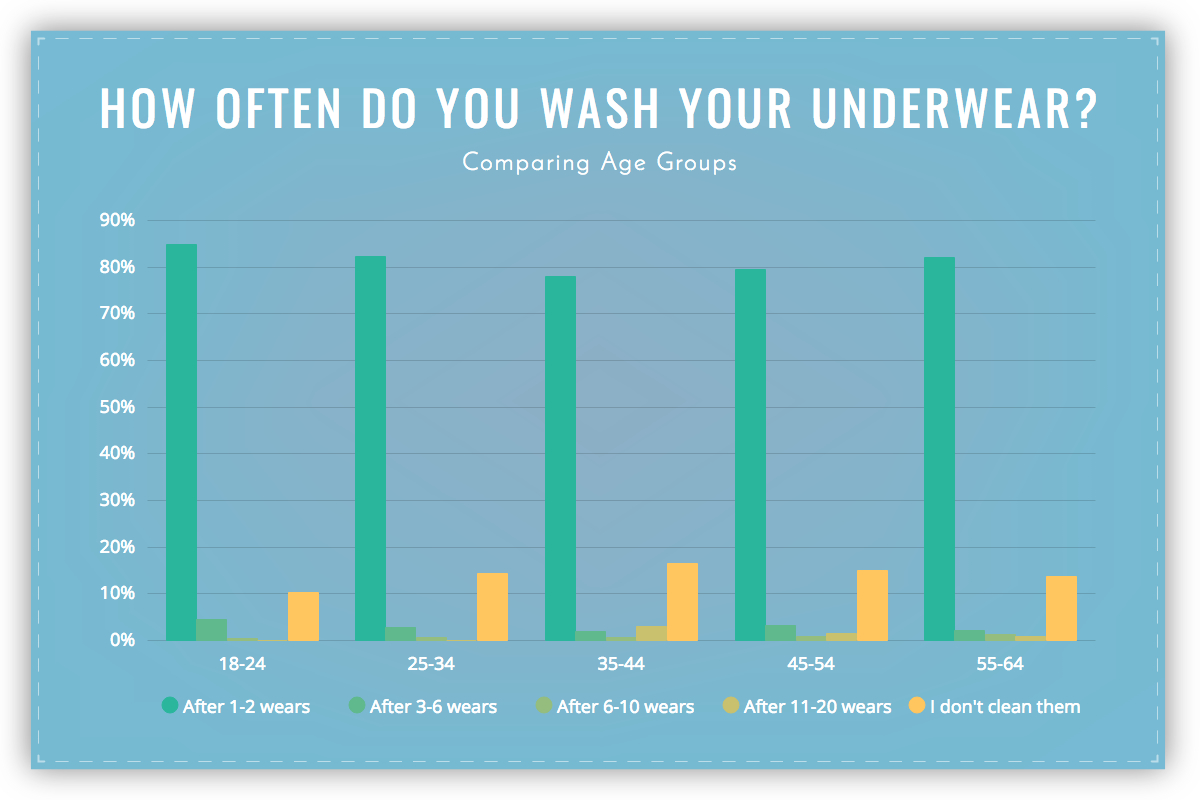 HOW OFTEN DO YOU WASH YOUR UNDERWEAR?
Comparing Age Groups
90%
80%
70%
60%
50%
40%
30%
20%
10%
0%
18-24 25-34 35-44 45-54 55-64
After 1-2 wears After 3-6 wears After 6-10 wears After 11-20 wears I don't clean them